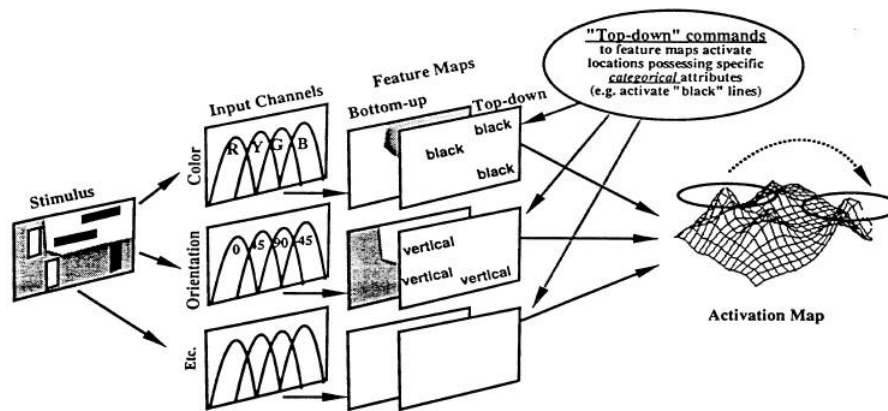 "Top-down" commands
to feature maps activate
locations possessing specific
categorical attributes
(e.g. activate "black" lines)
Feature Maps
Input Channels
Bottom-up
Top-down
Stimulus
Color
R Y G B
black
black
black
Orientation
0 45 90 -45
vertical
vertical
vertical
Etc.
Activation Map